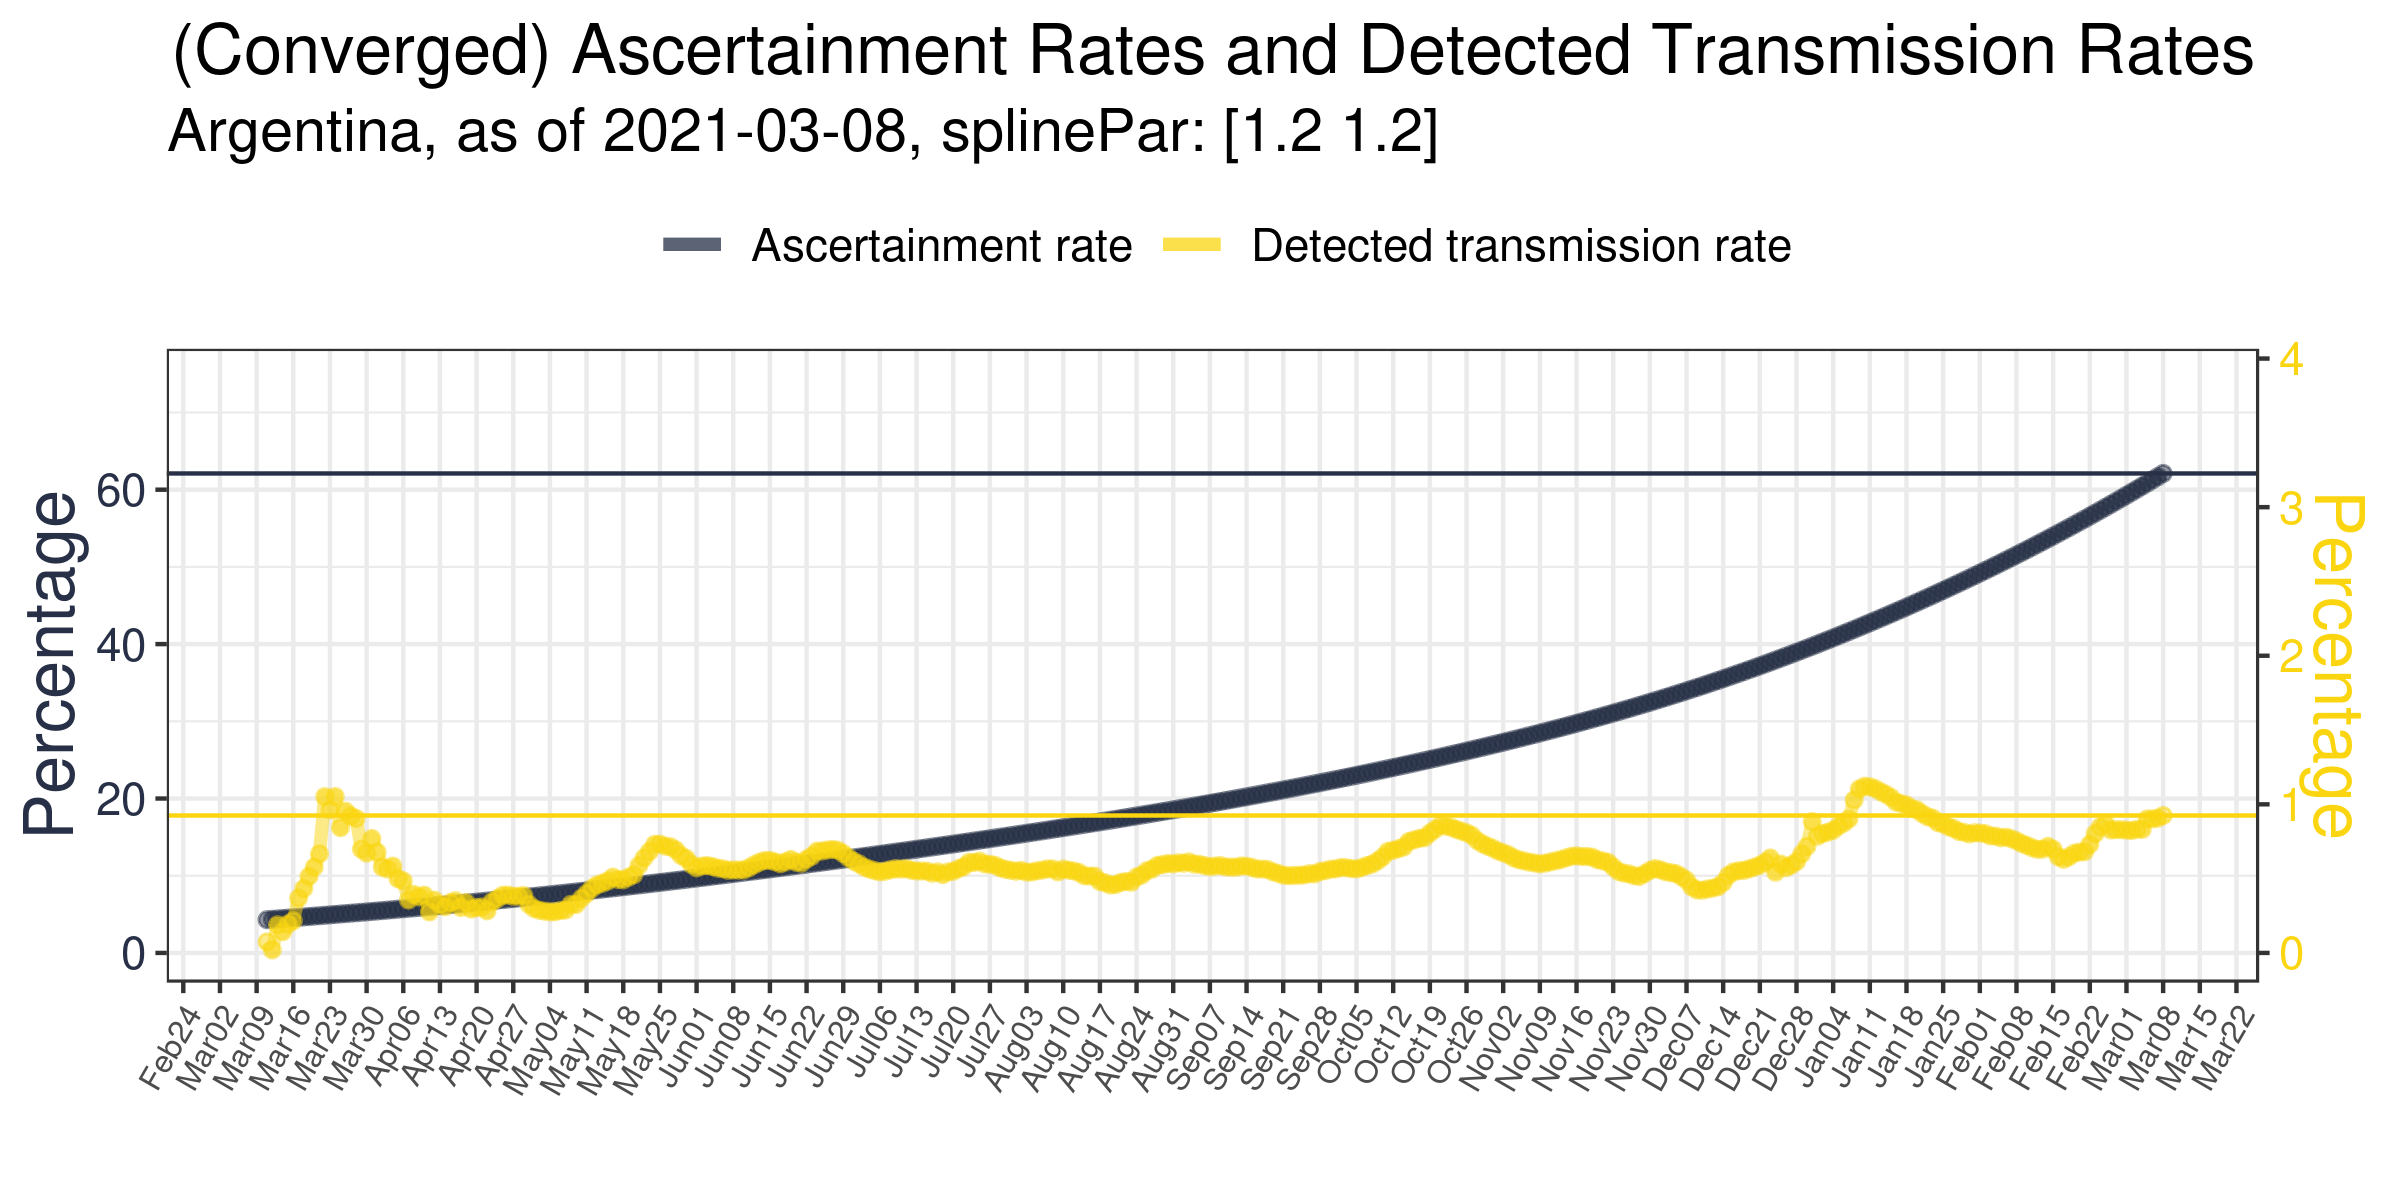 (Converged) Ascertainment Rates and Detected Transmission Rates
Argentina, as of 2021-03-08, splinePar: [1.2 1.2]
Ascertainment rate
Detected transmission rate
Percentage
60
40
20
0
4
3
2
1
0
Percentage
Feb24
Mar02
Mar09
Mar16
Mar23
Mar30
Apr06
Apr13
Apr20
Apr27
May04
May11
May18
May25
Jun01
Jun08
Jun15
Jun22
Jun29
Jul06
Jul13
Jul20
Jul27
Aug03
Aug10
Aug17
Aug24
Aug31
Sep07
Sep14
Sep21
Sep28
Oct05
Oct12
Oct19
Oct26
Nov02
Nov09
Nov16
Nov23
Nov30
Dec07
Dec14
Dec21
Dec28
Jan04
Jan11
Jan18
Jan25
Feb01
Feb08
Feb15
Feb22
Mar01
Mar08
Mar15
Mar22